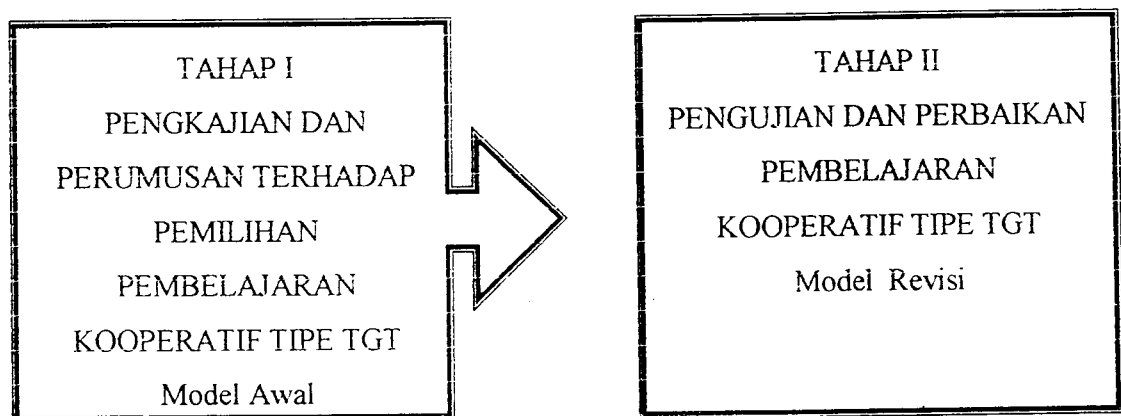 TAHAP I
PENGKAJIAN DAN
PERUMUSAN TERHADAP
PEMILIHAN
PEMBELAJARAN
KOOPERATIF TIPE TGT
Model Awal
TAHAP II
PENGUJIAN DAN PERBAIKAN
PEMBELAJARAN
KOOPERATIF TIPE TGT
Model Revisi